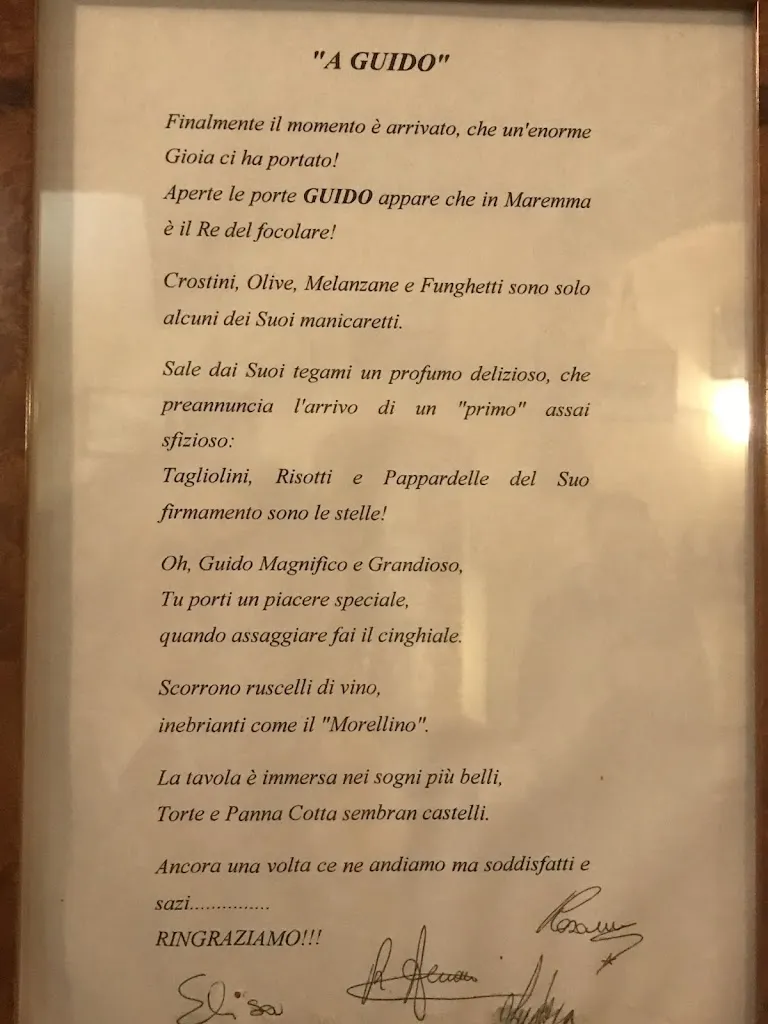 "A GUIDO"
Finalmente il momento è arrivato, che un'enorme
Gioia ci ha portato!
Aperte le porte GUIDO appare che in Maremma
è il Re del focolare!
Crostini, Olive, Melanzane e Funghetti sono solo
alcuni dei Suoi manicaretti.
Sale dai Suoi tegami un profumo delizioso, che
preannuncia l'arrivo di un "primo" assai
sfizioso:
Tagliolini, Risotti e Pappardelle del Suo
firmamento sono le stelle!
Oh, Guido Magnifico e Grandioso,
Tu porti un piacere speciale,
quando assaggiare fai il cinghiale.
Scorrono ruscelli di vino,
inebrianti come il "Morellino".
La tavola è immersa nei sogni più belli,
Torte e Panna Cotta sembran castelli.
Ancora una volta ce ne andiamo ma soddisfatti e
sazi...............
RINGRAZIAMO!!!
Elisa